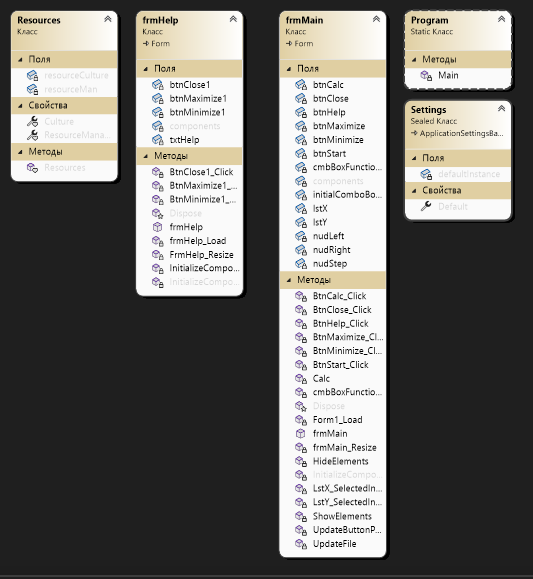 Resources
Класс
Поля
resourceCulture
resourceMan
Свойства
Culture
ResourceMana...
Методы
Resources
frmHelp
Класс
Form
Поля
btnClose1
btnMaximize1
btnMinimize1
components
txtHelp
Методы
BtnClose1_Click
BtnMaximize1_...
BtnMinimize1_...
Dispose
frmHelp
frmHelp_Load
FrmHelp_Resize
InitializeCompo...
InitializeCompo...
frmMain
Класс
Form
Поля
btnCalc
btnClose
btnHelp
btnMaximize
btnMinimize
btnStart
cmbBoxFunctio...
components
initialComboBo...
lstX
lstY
nudLeft
nudRight
nudStep
Методы
BtnCalc_Click
BtnClose_Click
BtnHelp_Click
BtnMaximize_Cl...
BtnMinimize_Cl...
BtnStart_Click
Calc
cmbBoxFunctio...
Dispose
Form1_Load
frmMain
frmMain_Resize
HideElements
InitializeCompo...
LstX_SelectedIn...
LstY_SelectedIn...
ShowElements
UpdateButtonP...
UpdateFile
Program
Static Класс
Методы
Main
Settings
Sealed Класс
ApplicationSettingsBa...
Поля
defaultInstance
Свойства
Default